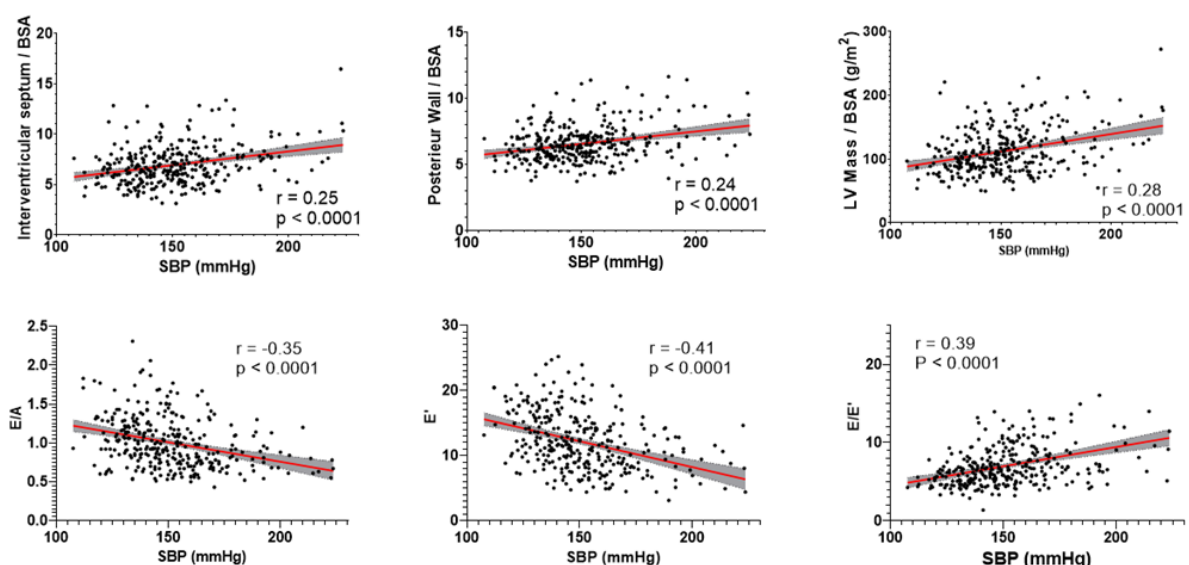 Interventricular septum / BSA
20
15
10
5
0
100
150
200
SBP (mmHg)
r = 0.25
p < 0.0001
Posterieur Wall / BSA
15
10
5
0
100
150
200
SBP (mmHg)
r = 0.24
p < 0.0001
LV Mass / BSA (g/m²)
300
200
100
0
100
150
200
SBP (mmHg)
r = 0.28
p < 0.0001
E/A
2.5
2.0
1.5
1.0
0.5
0.0
100
150
200
SBP (mmHg)
r = -0.35
p < 0.0001
E'
30
20
10
0
100
150
200
SBP (mmHg)
r = -0.41
p < 0.0001
E/E'
30
20
10
0
100
150
200
SBP (mmHg)
r = 0.39
P < 0.0001